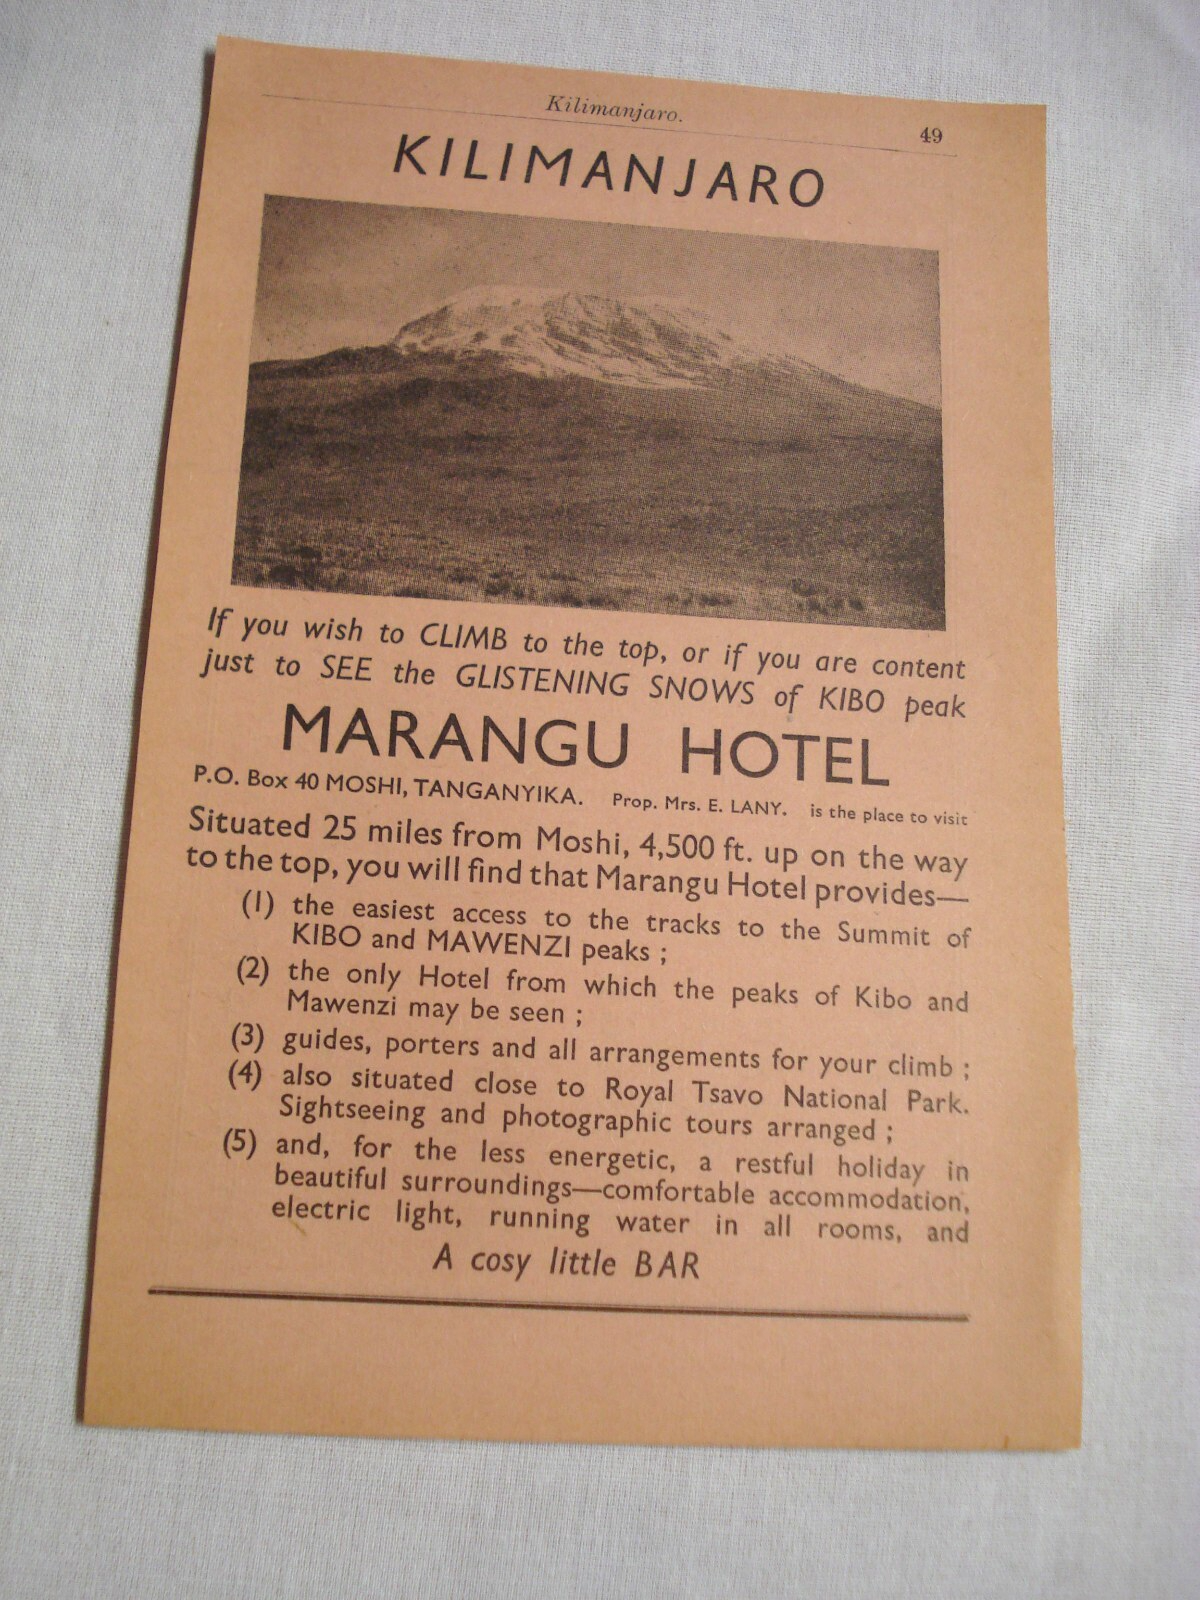 Kilimanjaro.
49
KILIMANJARO
If you wish to CLIMB to the top, or if you are content
just to SEE the GLISTENING SNOWS of KIBO peak
MARANGU HOTEL
P.O. Box 40 MOSHI, TANGANYIKA. Prop. Mrs. E. LANY. is the place to visit
Situated 25 miles from Moshi, 4,500 ft. up on the way
to the top, you will find that Marangu Hotel provides—
(1) the easiest access to the tracks to the Summit of
KIBO and MAWENZI peaks ;
(2) the only Hotel from which the peaks of Kibo and
Mawenzi may be seen ;
(3) guides, porters and all arrangements for your climb ;
(4) also situated close to Royal Tsavo National Park.
Sightseeing and photographic tours arranged ;
(5) and, for the less energetic, a restful holiday in
beautiful surroundings—comfortable accommodation,
electric light, running water in all rooms, and
A cosy little BAR